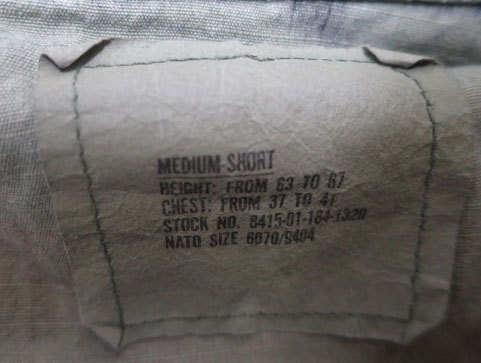 MEDIUM-SHORT
HEIGHT: FROM 63 TO 67
CHEST: FROM 37 TO 41
STOCK NO. 8415-01-184-1329
NATO SIZE 6070/9404